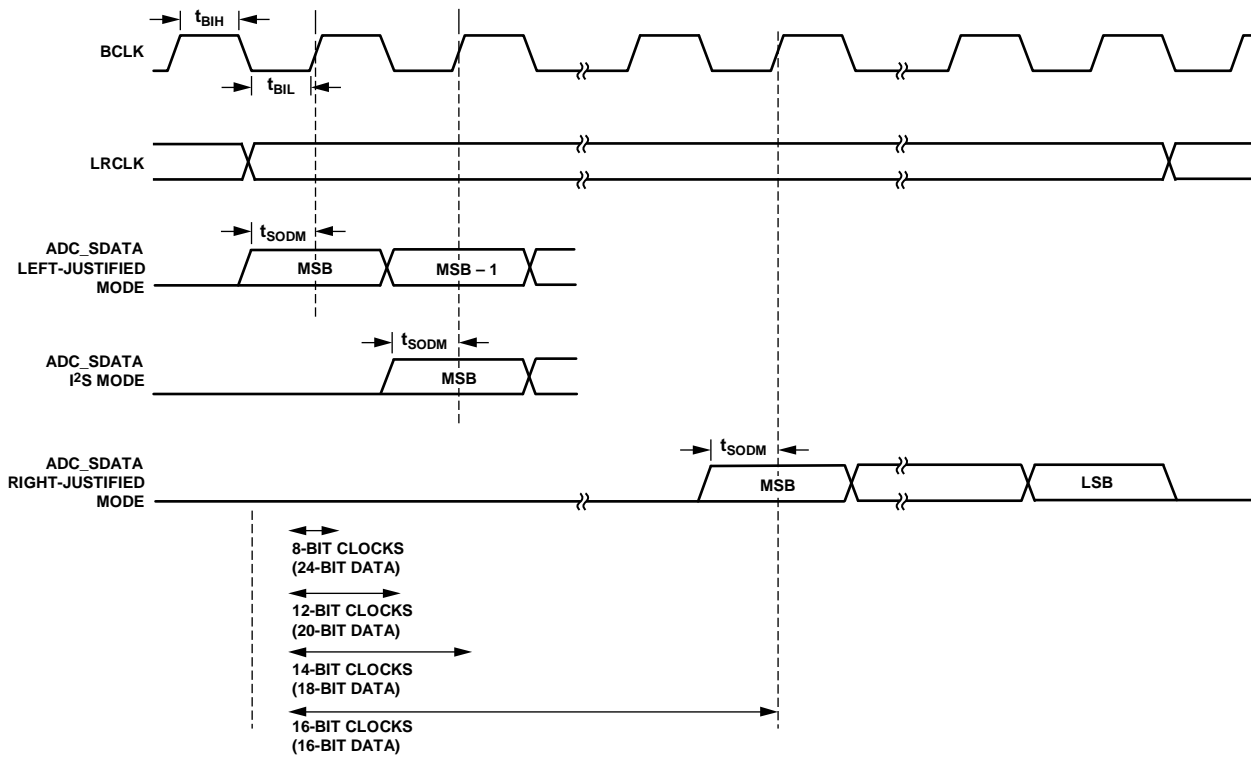 tBIH
BCLK
tBIL
LRCLK
tSODM
ADC_SDATA
LEFT-JUSTIFIED
MODE
MSB
MSB – 1
tSODM
ADC_SDATA
I2S MODE
MSB
tSODM
ADC_SDATA
RIGHT-JUSTIFIED
MODE
MSB
LSB
8-BIT CLOCKS
(24-BIT DATA)
12-BIT CLOCKS
(20-BIT DATA)
14-BIT CLOCKS
(18-BIT DATA)
16-BIT CLOCKS
(16-BIT DATA)